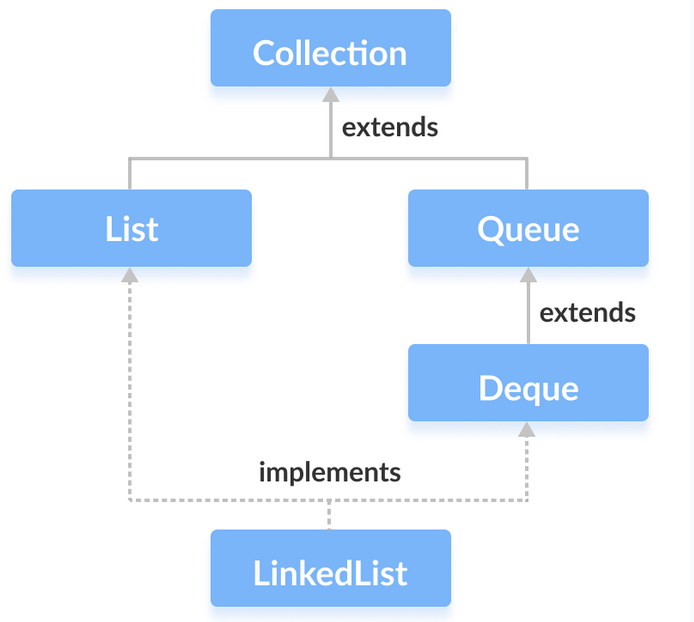 Collection
extends
List
Queue
extends
Deque
implements
LinkedList